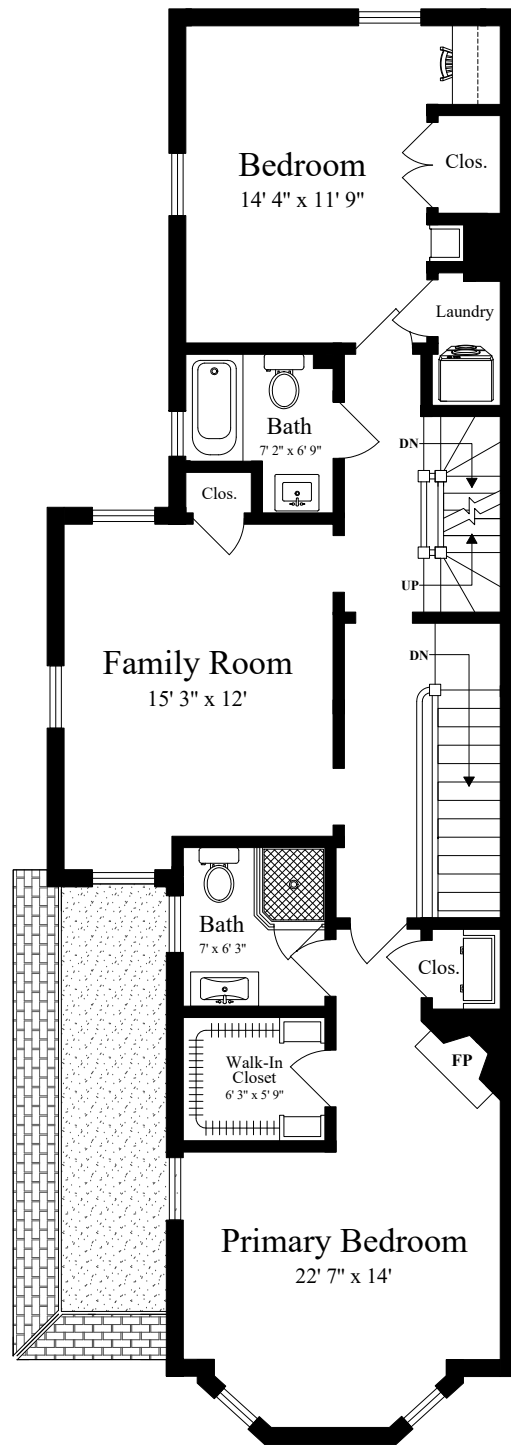 Bedroom
14' 4" x 11' 9"
Clos.
Laundry
Bath
7' 2" x 6' 9"
DN
Clos.
UP
Family Room
15' 3" x 12'
DN
Bath
7' x 6' 3"
Clos.
Walk-In
Closet
6' 3" x 5' 9"
FP
Primary Bedroom
22' 7" x 14'